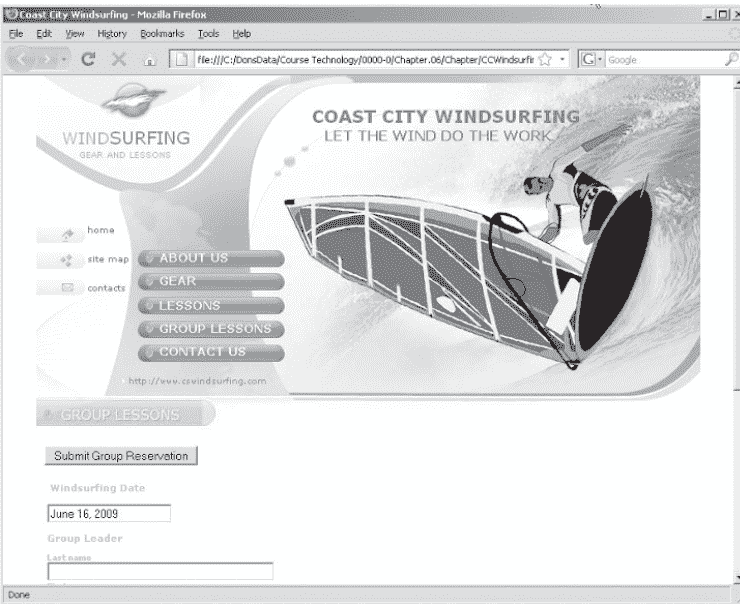 Coast City Windsurfing - Mozilla Firefox
File Edit View History Bookmarks Tools Help
file:///C:/DonsData/Course Technology/0000-0/Chapter.06/Chapter/CCWindsurfin
Google
WINDSURFING
GEAR AND LESSONS
COAST CITY WINDSURFING
LET THE WIND DO THE WORK
home
site map
contacts
ABOUT US
GEAR
LESSONS
GROUP LESSONS
CONTACT US
http://www.cswindsurfing.com
GROUP LESSONS
Submit Group Reservation
Windsurfing Date
June 16, 2009
Group Leader
Last name
Done